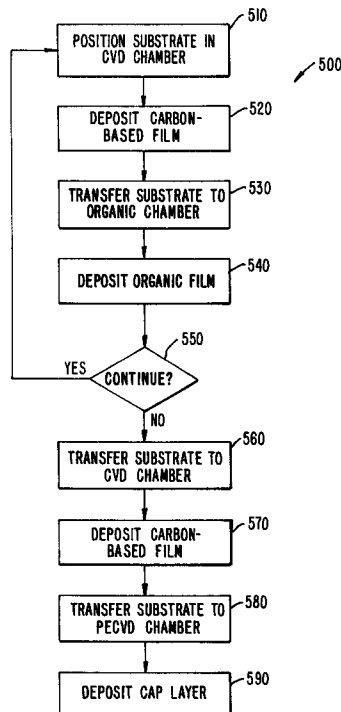 510
POSITION SUBSTRATE IN
CVD CHAMBER
500
520
DEPOSIT CARBON-
BASED FILM
530
TRANSFER SUBSTRATE TO
ORGANIC CHAMBER
540
DEPOSIT ORGANIC FILM
550
YES
CONTINUE?
NO
560
TRANSFER SUBSTRATE TO
CVD CHAMBER
570
DEPOSIT CARBON-
BASED FILM
580
TRANSFER SUBSTRATE TO
PECVD CHAMBER
590
DEPOSIT CAP LAYER